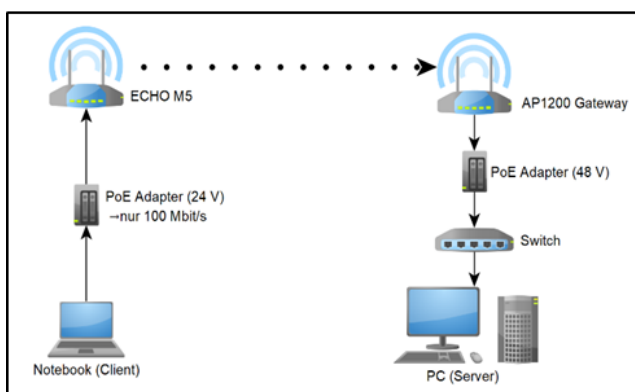 ECHO M5
AP1200 Gateway
PoE Adapter (24 V)
→nur 100 Mbit/s
PoE Adapter (48 V)
Switch
Notebook (Client)
PC (Server)